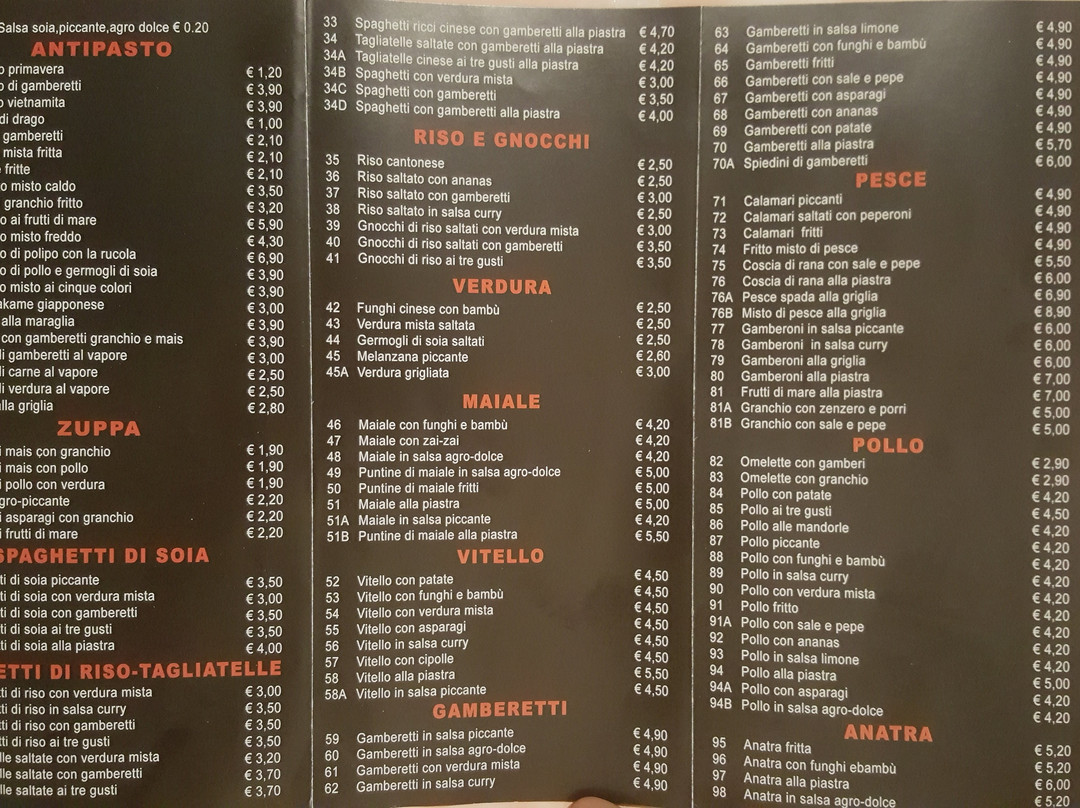 Salsa soia,piccante,agro dolce € 0.20
ANTIPASTO
o primavera € 1,20
o di gamberetti € 3,90
o vietnamita € 3,90
di drago € 1,00
gamberetti € 2,10
mista fritta € 2,10
fritte € 2,10
o misto caldo € 3,50
granchio fritto € 3,20
o ai frutti di mare € 5,90
o misto freddo € 4,30
o di polipo con la rucola € 6,90
o di pollo e germogli di soia € 3,90
o misto ai cinque colori € 3,90
akame giapponese € 3,00
alla maraglia € 3,90
con gamberetti granchio e mais € 3,90
i gamberetti al vapore € 3,00
i carne al vapore € 2,50
i verdura al vapore € 2,50
lla griglia € 2,80
ZUPPA
i mais con granchio € 1,90
i mais con pollo € 1,90
i pollo con verdura € 1,90
gro-piccante € 2,20
i asparagi con granchio € 2,20
i frutti di mare € 2,20
SPAGHETTI DI SOIA
ti di soia piccante € 3,50
ti di soia con verdura mista € 3,00
ti di soia con gamberetti € 3,50
ti di soia ai tre gusti € 3,50
ti di soia alla piastra € 4,00
ETTI DI RISO-TAGLIATELLE
ti di riso con verdura mista € 3,00
ti di riso in salsa curry € 3,50
ti di riso con gamberetti € 3,50
ti di riso ai tre gusti € 3,50
lle saltate con verdura mista € 3,20
lle saltate con gamberetti € 3,70
lle saltate ai tre gusti € 3,70
33 Spaghetti ricci cinese con gamberetti alla piastra € 4,70
34 Tagliatelle saltate con gamberetti alla piastra € 4,20
34A Tagliatelle cinese ai tre gusti alla piastra € 4,20
34B Spaghetti con verdura mista € 3,00
34C Spaghetti con gamberetti € 3,50
34D Spaghetti con gamberetti alla piastra € 4,00
RISO E GNOCCHI
35 Riso cantonese € 2,50
36 Riso saltato con ananas € 2,50
37 Riso saltato con gamberetti € 3,00
38 Riso saltato in salsa curry € 2,50
39 Gnocchi di riso saltati con verdura mista € 3,00
40 Gnocchi di riso saltati con gamberetti € 3,50
41 Gnocchi di riso ai tre gusti € 3,50
VERDURA
42 Funghi cinese con bambù € 2,50
43 Verdura mista saltata € 2,50
44 Germogli di soia saltati € 2,50
45 Melanzana piccante € 2,60
45A Verdura grigliata € 3,00
MAIALE
46 Maiale con funghi e bambù € 4,20
47 Maiale con zai-zai € 4,20
48 Maiale in salsa agro-dolce € 4,20
49 Puntine di maiale in salsa agro-dolce € 5,00
50 Puntine di maiale fritti € 5,00
51 Maiale alla piastra € 5,00
51A Maiale in salsa piccante € 4,20
51B Puntine di maiale alla piastra € 5,50
VITELLO
52 Vitello con patate € 4,50
53 Vitello con funghi e bambù € 4,50
54 Vitello con verdura mista € 4,50
55 Vitello con asparagi € 4,50
56 Vitello in salsa curry € 4,50
57 Vitello con cipolle € 4,50
58 Vitello alla piastra € 5,50
58A Vitello in salsa piccante € 4,50
GAMBERETTI
59 Gamberetti in salsa piccante € 4,90
60 Gamberetti in salsa agro-dolce € 4,90
61 Gamberetti con verdura mista € 4,90
62 Gamberetti in salsa curry € 4,90
63 Gamberetti in salsa limone € 4,90
64 Gamberetti con funghi e bambù € 4,90
65 Gamberetti fritti € 4,90
66 Gamberetti con sale e pepe € 4,90
67 Gamberetti con asparagi € 4,90
68 Gamberetti con ananas € 4,90
69 Gamberetti con patate € 4,90
70 Gamberetti alla piastra € 5,70
70A Spiedini di gamberetti € 6,00
PESCE
71 Calamari piccanti € 4,90
72 Calamari saltati con peperoni € 4,90
73 Calamari fritti € 4,90
74 Fritto misto di pesce € 4,90
75 Coscia di rana con sale e pepe € 5,50
76 Coscia di rana alla piastra € 6,00
76A Pesce spada alla griglia € 6,90
76B Misto di pesce alla griglia € 8,90
77 Gamberoni in salsa piccante € 6,00
78 Gamberoni in salsa curry € 6,00
79 Gamberoni alla griglia € 6,00
80 Gamberoni alla piastra € 7,00
81 Frutti di mare alla piastra € 7,00
81A Granchio con zenzero e porri € 5,00
81B Granchio con sale e pepe € 5,00
POLLO
82 Omelette con gamberi € 2,90
83 Omelette con granchio € 2,90
84 Pollo con patate € 4,20
85 Pollo ai tre gusti € 4,50
86 Pollo alle mandorle € 4,20
87 Pollo piccante € 4,20
88 Pollo con funghi e bambù € 4,20
89 Pollo in salsa curry € 4,20
90 Pollo con verdura mista € 4,20
91 Pollo fritto € 4,20
91A Pollo con sale e pepe € 4,20
92 Pollo con ananas € 4,20
93 Pollo in salsa limone € 4,20
94 Pollo alla piastra € 5,00
94A Pollo con asparagi € 4,20
94B Pollo in salsa agro-dolce € 4,20
ANATRA
95 Anatra fritta € 5,20
96 Anatra con funghi ebambù € 5,20
97 Anatra alla piastra € 6,00
98 Anatra in salsa agro-dolce € 5,20